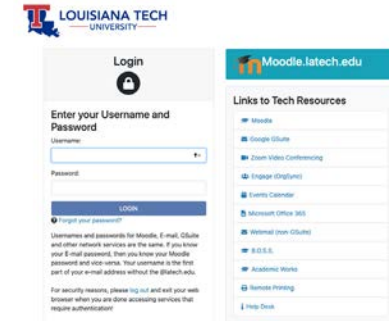 LOUISIANA TECH
UNIVERSITY
Login
Enter your Username and
Password
Username:
Password:
LOGIN
Forgot your password?
Usernames and passwords for Moodle, E-mail, GSuite
and other network services are the same. If you know
your E-mail password, then you know your Moodle
password and vice-versa. Your username is the first
part of your e-mail address without the @latech.edu.
For security reasons, please log out and exit your web
browser when you are done accessing services that
require authentication!
Moodle.latech.edu
Links to Tech Resources
Moodle
Google GSuite
Zoom Video Conferencing
Engage (OrgSync)
Events Calendar
Microsoft Office 365
Webmail (non-GSuite)
B.O.S.S.
Academic Works
Remote Printing
Help Desk